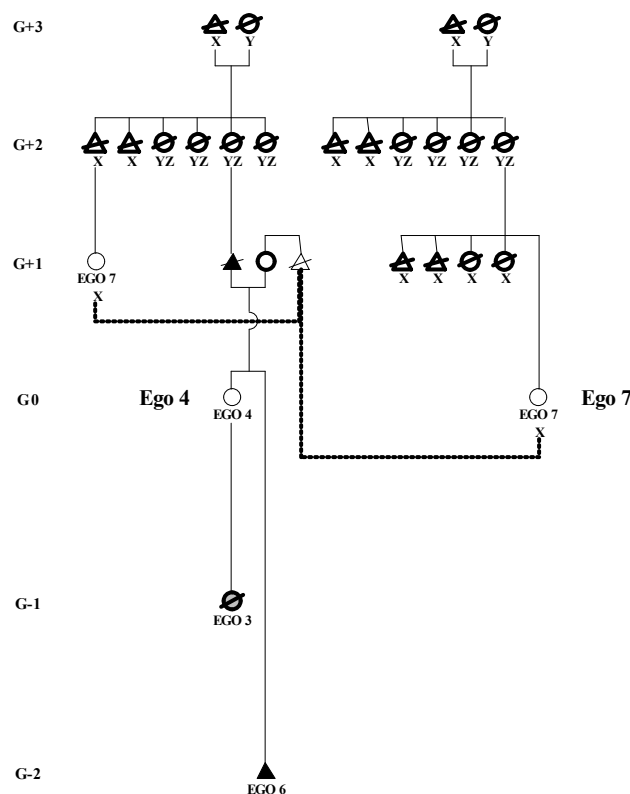 G+3
X Y X Y
G+2
X X YZ YZ YZ YZ X X YZ YZ YZ YZ
G+1
EGO 7 X X X X
X
G0 Ego 4 EGO 4 EGO 7 Ego 7
X
G-1
EGO 3
G-2
EGO 6